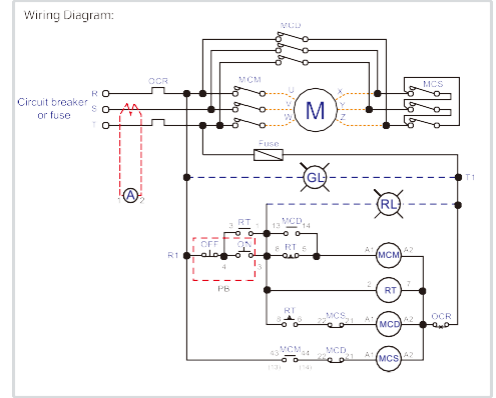 Wiring Diagram:
MCD
OCR
MCM
MCS
R
S
T
U
V
W
M
X
Y
Z
Circuit breaker
or fuse
Fuse
A
1
2
GL
T1
RL
3 RT 1
13 MCD 14
R1
OFF
ON
8 RT 5
A1 MCM A2
4
3
PB
2 RT 7
RT
8 6
22 MCS 21
A1 MCD A2
OCR
43 MCM 44
(13) (14)
22 MCD 21
A1 MCS A2